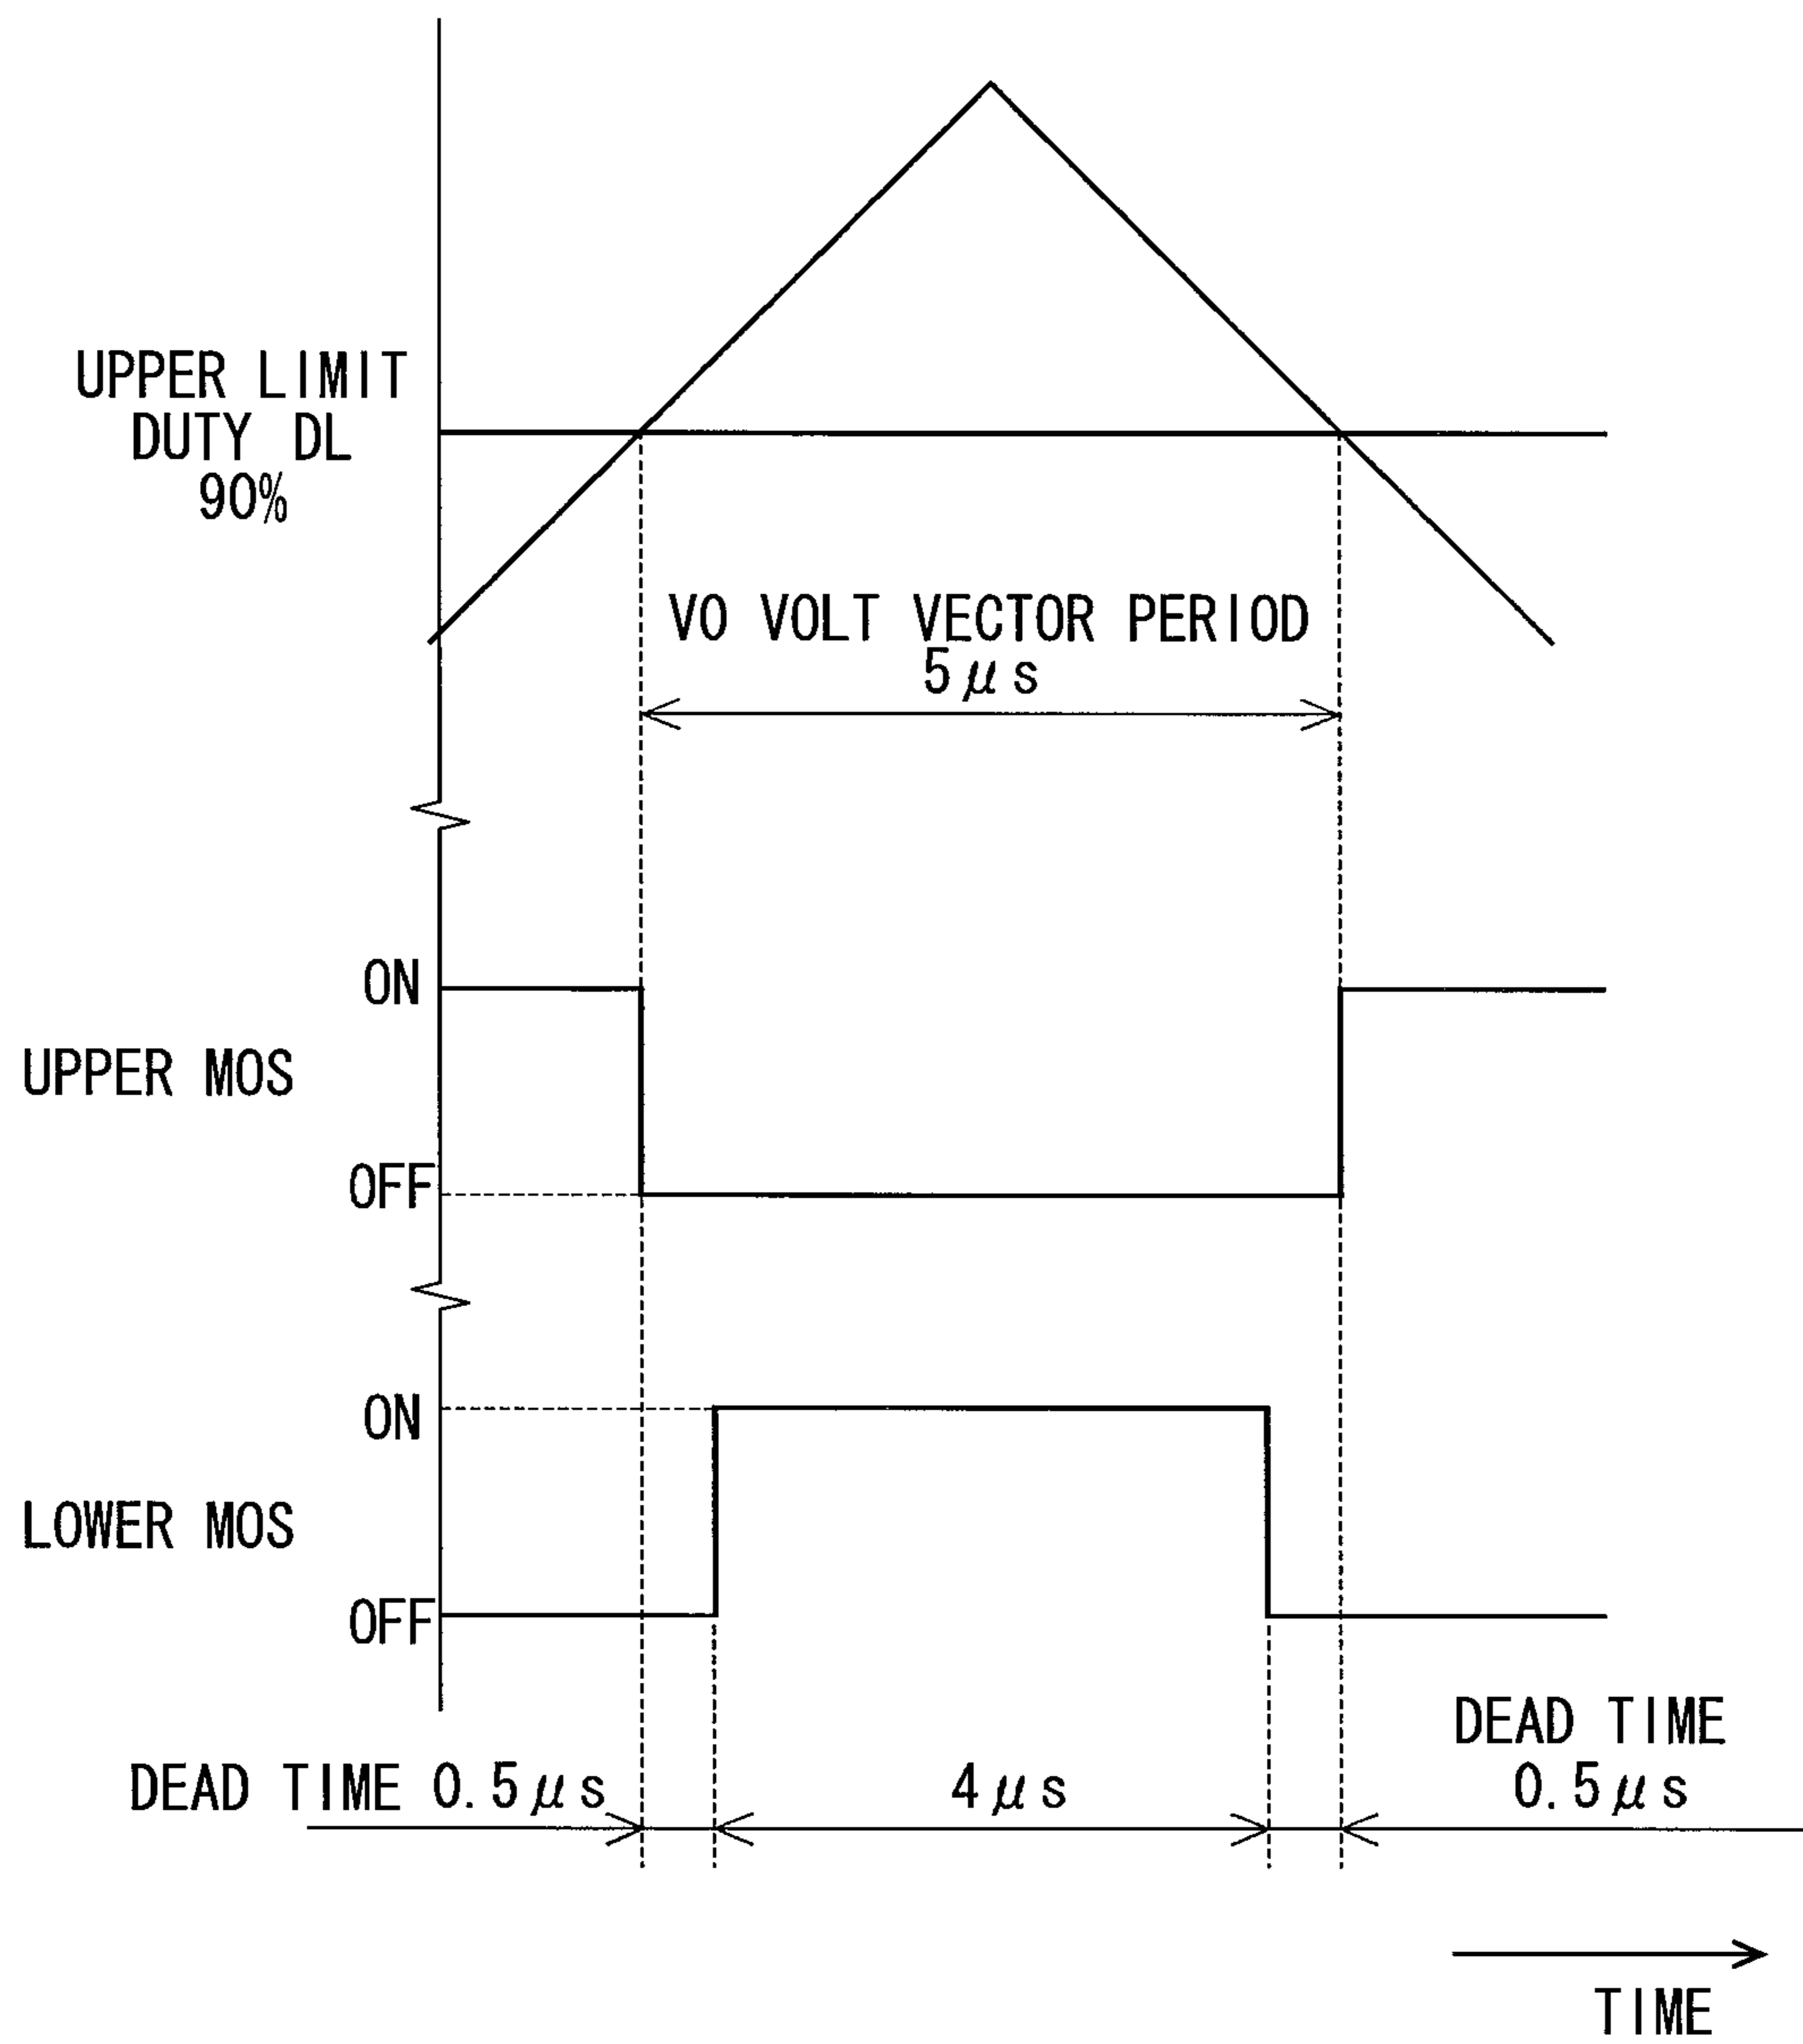 UPPER LIMIT
DUTY DL
90%
VO VOLT VECTOR PERIOD
5μs
ON
UPPER MOS
OFF
ON
LOWER MOS
OFF
DEAD TIME 0.5μs
4μs
DEAD TIME
0.5μs
TIME